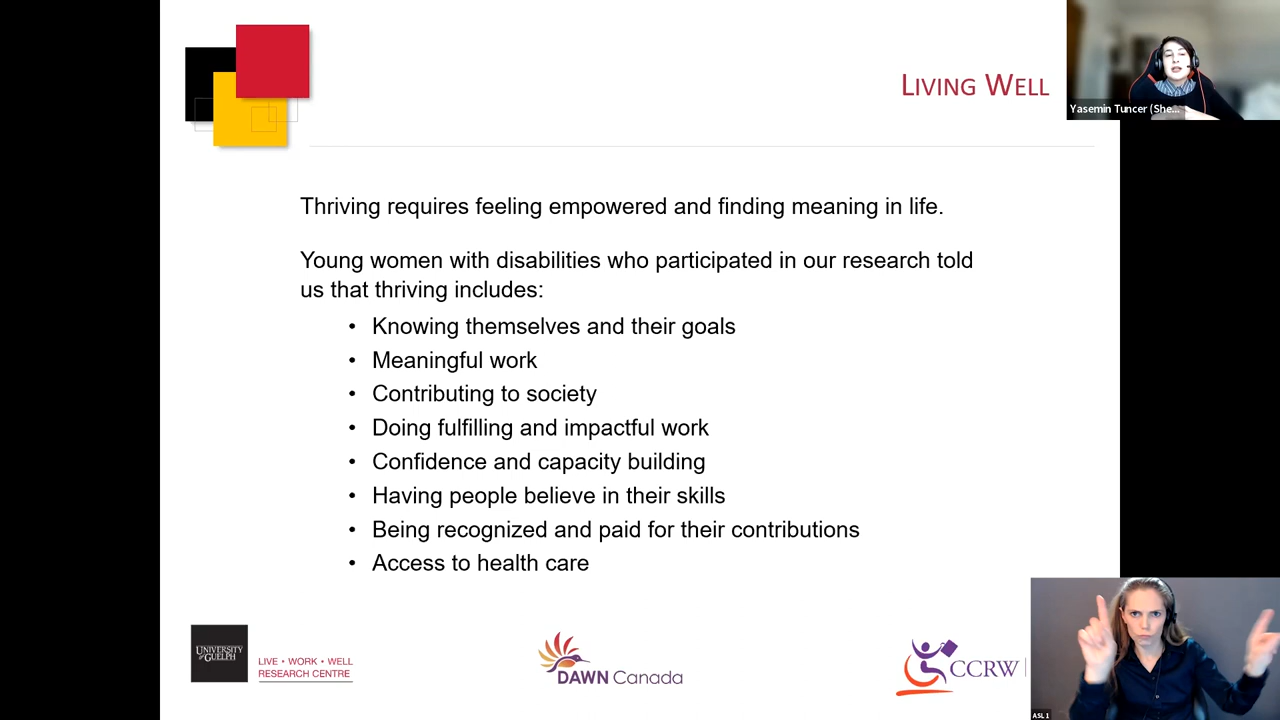 LIVING WELL
Yasemin Tuncer (She...
Thriving requires feeling empowered and finding meaning in life.
Young women with disabilities who participated in our research told
us that thriving includes:
• Knowing themselves and their goals
• Meaningful work
• Contributing to society
• Doing fulfilling and impactful work
• Confidence and capacity building
• Having people believe in their skills
• Being recognized and paid for their contributions
• Access to health care
UNIVERSITY
of GUELPH
LIVE • WORK • WELL
RESEARCH CENTRE
DAWN Canada
CCRW
ASL 1